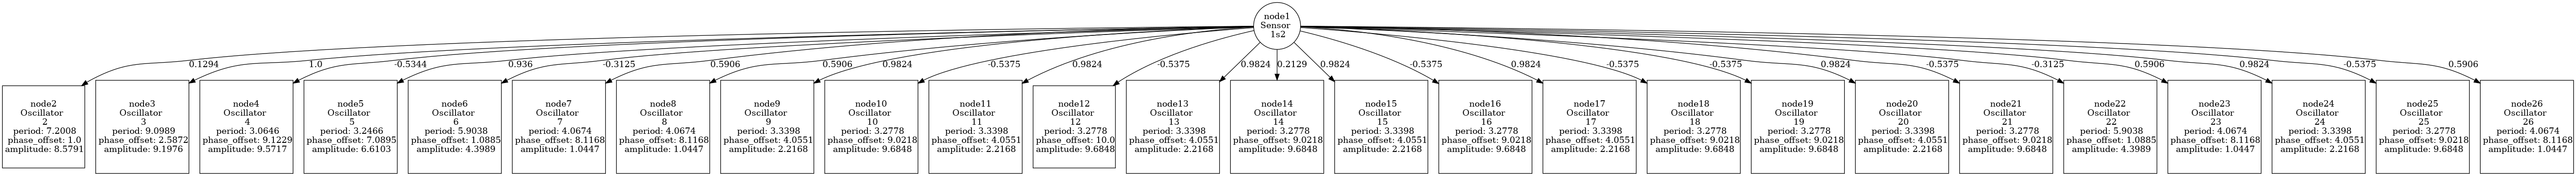 node1
Sensor
1s2
0.1294
1.0
-0.5344
0.936
-0.3125
0.5906
0.5906
0.9824
-0.5375
0.9824
-0.5375
0.9824
0.2129
0.9824
-0.5375
0.9824
-0.5375
-0.5375
0.9824
-0.5375
-0.3125
0.5906
0.9824
-0.5375
0.5906
node2
Oscillator
2
period: 7.2008
phase_offset: 1.0
amplitude: 8.5791
node3
Oscillator
3
period: 9.0989
phase_offset: 2.5872
amplitude: 9.1976
node4
Oscillator
4
period: 3.0646
phase_offset: 9.1229
amplitude: 9.5717
node5
Oscillator
5
period: 3.2466
phase_offset: 7.0895
amplitude: 6.6103
node6
Oscillator
6
period: 5.9038
phase_offset: 1.0885
amplitude: 4.3989
node7
Oscillator
7
period: 4.0674
phase_offset: 8.1168
amplitude: 1.0447
node8
Oscillator
8
period: 4.0674
phase_offset: 8.1168
amplitude: 1.0447
node9
Oscillator
9
period: 3.3398
phase_offset: 4.0551
amplitude: 2.2168
node10
Oscillator
10
period: 3.2778
phase_offset: 9.0218
amplitude: 9.6848
node11
Oscillator
11
period: 3.3398
phase_offset: 4.0551
amplitude: 2.2168
node12
Oscillator
12
period: 3.2778
phase_offset: 10.0
amplitude: 9.6848
node13
Oscillator
13
period: 3.3398
phase_offset: 4.0551
amplitude: 2.2168
node14
Oscillator
14
period: 3.2778
phase_offset: 9.0218
amplitude: 9.6848
node15
Oscillator
15
period: 3.3398
phase_offset: 4.0551
amplitude: 2.2168
node16
Oscillator
16
period: 3.2778
phase_offset: 9.0218
amplitude: 9.6848
node17
Oscillator
17
period: 3.3398
phase_offset: 4.0551
amplitude: 2.2168
node18
Oscillator
18
period: 3.2778
phase_offset: 9.0218
amplitude: 9.6848
node19
Oscillator
19
period: 3.2778
phase_offset: 9.0218
amplitude: 9.6848
node20
Oscillator
20
period: 3.3398
phase_offset: 4.0551
amplitude: 2.2168
node21
Oscillator
21
period: 3.2778
phase_offset: 9.0218
amplitude: 9.6848
node22
Oscillator
22
period: 5.9038
phase_offset: 1.0885
amplitude: 4.3989
node23
Oscillator
23
period: 4.0674
phase_offset: 8.1168
amplitude: 1.0447
node24
Oscillator
24
period: 3.3398
phase_offset: 4.0551
amplitude: 2.2168
node25
Oscillator
25
period: 3.2778
phase_offset: 9.0218
amplitude: 9.6848
node26
Oscillator
26
period: 4.0674
phase_offset: 8.1168
amplitude: 1.0447